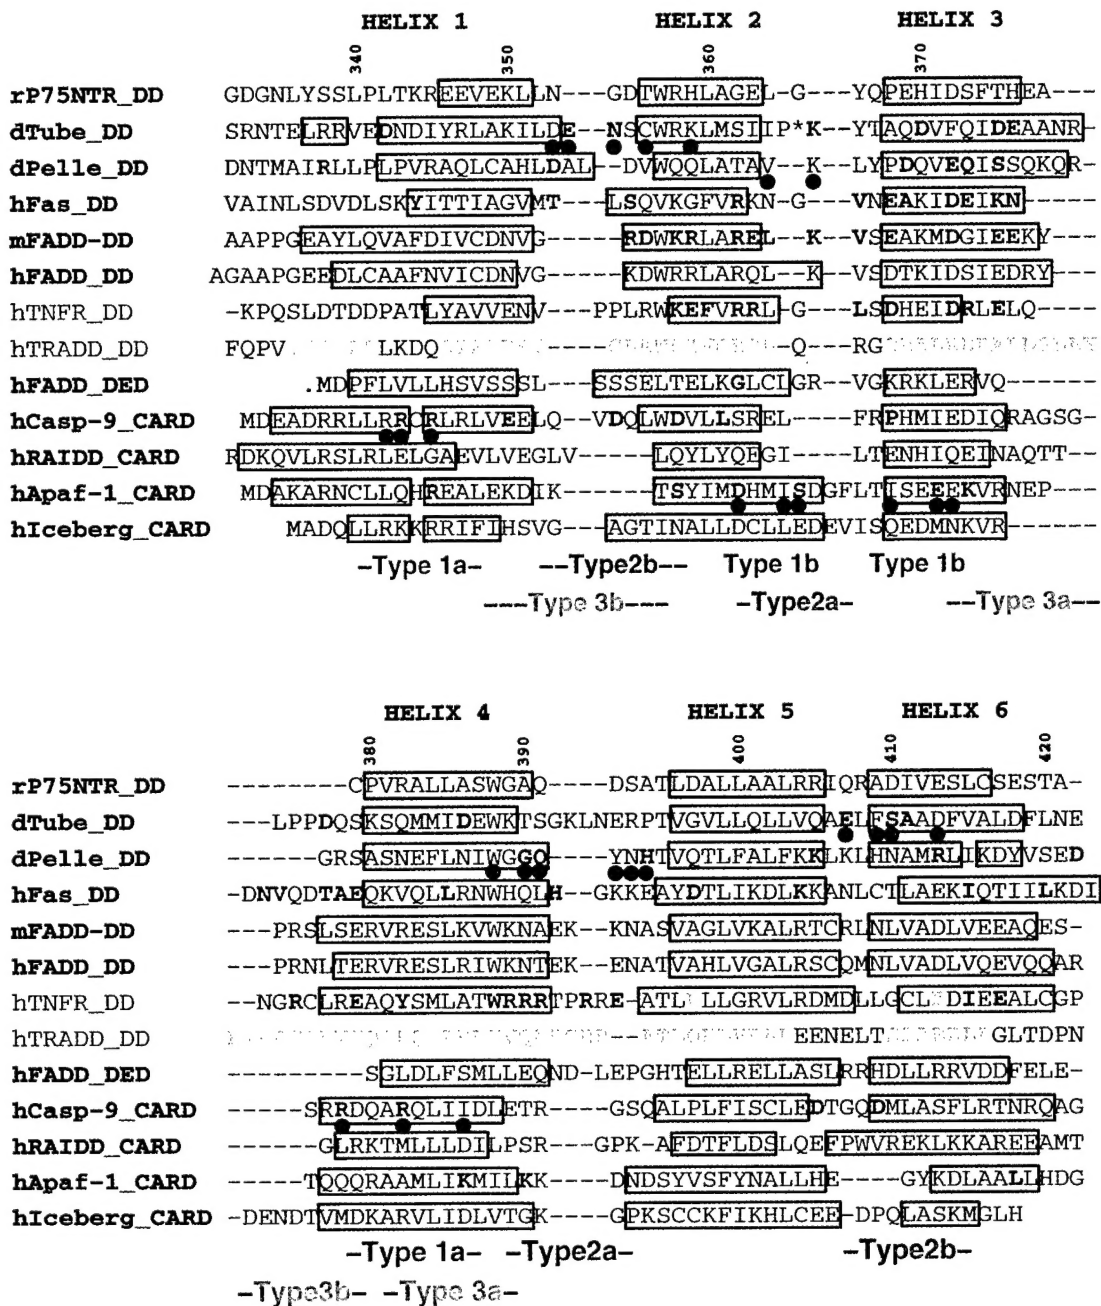 HELIX 1 HELIX 2 HELIX 3
340 350 360 370
rP75NTR_DD GDGNLYSSLPLTKREEVEKLLN---GDTWRHLAGEL-G---YQPEHIDSFTHEA---
dTube_DD SRNTELRRVEDNDIYRLAKILDE--NSCWRKLMSIIP*K---YTAQDVFQIDEAANR
dPelle_DD DNTMAIRLLPLPVRAQLCAHLDAL--DVWQQLATAV--K--LYPDQVEQISSQKQR-
hFas_DD VAINLSDVDLSKYITTIAGVMT---LSQVKGFVRKN-G---VNEAKIDEIKN-----
mFADD-DD AAPPGEAYLQVAFDIVCDNVG-----RDWKRLAREL--K--VSEAKMDGIEEKY---
hFADD_DD AGAAPGEEDLCAAFNVICDNVG-----KDWRRLARQL--K--VSDTKIDSIEDRY---
hTNFR_DD -KPQSLDTDDPATLYAVVENV---PPLRWKEFVRRL-G---LSDHEIDRLELQ----
hTRADD_DD FQPV LKDQ Q---RG
hFADD_DED .MDPFLVLLHSVSSSL---SSSELTELKGLCLGR--VGKRKLERVQ------
hCasp-9_CARD MDEADRRLLRRCRLRLVEELQ--VDQLWDVLLSREL----FRPHMIEDIQRAGSG-
hRAIDD_CARD RDKQVLRSLRLELGAEVLVEGLV-----LQYLYQEGI---LTENHIQEINAQTT--
hApaf-1_CARD MDAKARNCLLQHREALEKDIK------TSYIMDHMISDGFLTISEEEKVRNEP---
hIceberg_CARD MADQLLRKKRRIFIHSVG---AGTINALLDCLLEDEVISQEDMNKVR------
-Type 1a- --Type2b-- Type 1b Type 1b
---Type 3b--- -Type2a- --Type 3a--
HELIX 4 HELIX 5 HELIX 6
380 390 400 410 420
rP75NTR_DD --------CPVRALLASWGAQ----DSATLDALLAALRRIQRADIVESLCSESTA-
dTube_DD ---LPPDQSKSQMMIDEWKTSGKLNERPTVGVLLQLLVQAELFSAADFVALDFLNE
dPelle_DD ------GRSASNEFLNIWGGQ----YNHTVQTLFALFKKLKLHNAMRLIKDYVSED
hFas_DD -DNVQDTAEQKVQLLRNWHQLH--GKKEAYDTLIKDLKKANLCTLAEKIQTIILKDI
mFADD-DD ---PRSLSERVRESLKVWKNAEK--KNASVAGLVKALRTCRLNLVADLVEEAQES-
hFADD_DD ---PRNLTERVRESLRIWKNTEK--ENATVAHLVGALRSCQMNLVADLVQEVQQAR
hTNFR_DD --NGRCLREAQYSMLATWRRRTPRRE-ATL LLGRVLRDMDLLGCL DIEEALCGP
hTRADD_DD EENELT GLTDPN
hFADD_DED ---------SGLDLFSMLLEQND-LEPGHTELLRELLASLRRHDLLRRVDDFELE-
hCasp-9_CARD -----SRRDQARQLIIDLETR---GSQALPLFISCLEDTGQDMLASFLRTNRQAG
hRAIDD_CARD ------GLRKTMLLLDILPSR---GPK-AFDTFLDSLQEFPWVREKLKKAREEAMT
hApaf-1_CARD -----TQQQRAAMLIKMILKK---DNDSYVSFYNALLHE----GYKDLAALLHDG
hIceberg_CARD -DENDTVMDKARVLIDLVTGK----GPKSCCKFIKHLCEE-DPQLASKMGLH
-Type 1a- -Type2a- -Type2b-
-Type3b- -Type 3a-